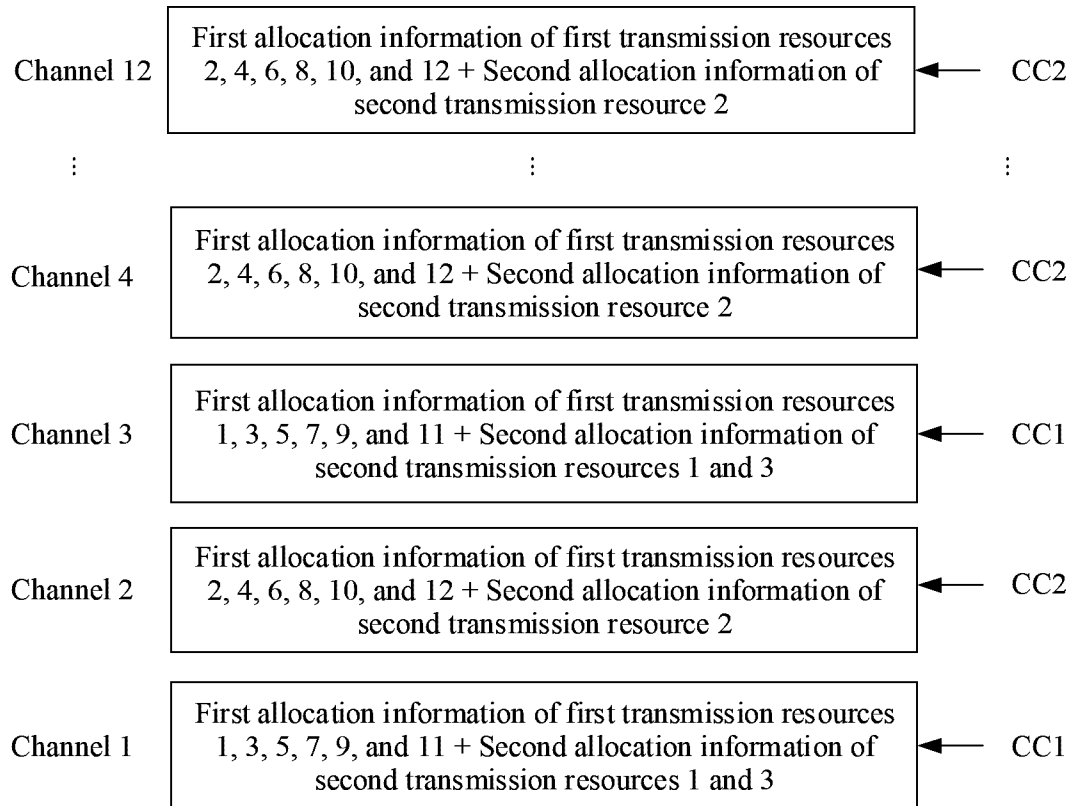 First allocation information of first transmission resources
Channel 12
2, 4, 6, 8, 10, and 12 + Second allocation information of
CC2
second transmission resource 2
⋮ ⋮ ⋮
First allocation information of first transmission resources
Channel 4
2, 4, 6, 8, 10, and 12 + Second allocation information of
CC2
second transmission resource 2
First allocation information of first transmission resources
Channel 3
1, 3, 5, 7, 9, and 11 + Second allocation information of
CC1
second transmission resources 1 and 3
First allocation information of first transmission resources
Channel 2
2, 4, 6, 8, 10, and 12 + Second allocation information of
CC2
second transmission resource 2
First allocation information of first transmission resources
Channel 1
1, 3, 5, 7, 9, and 11 + Second allocation information of
CC1
second transmission resources 1 and 3